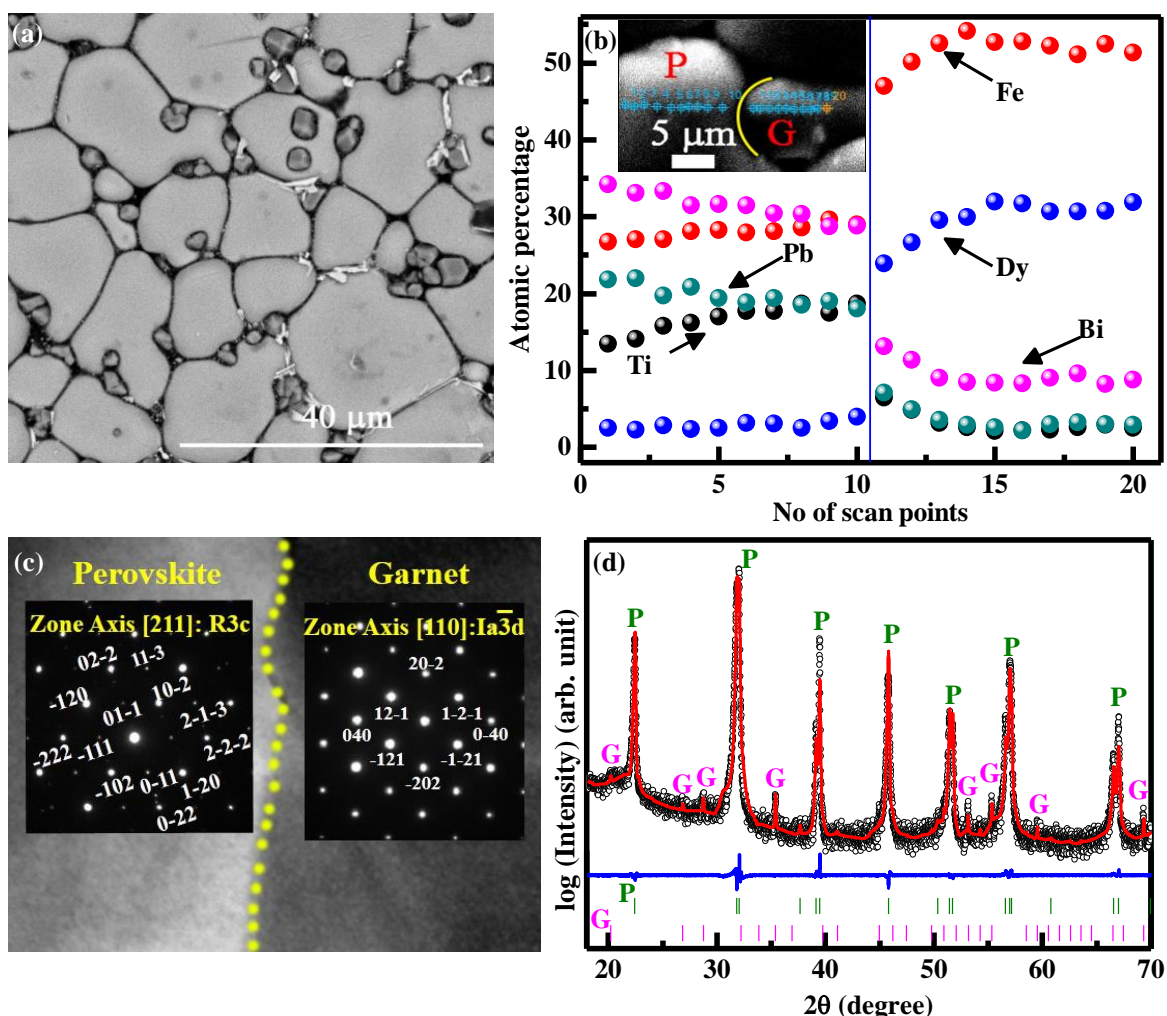 (a)
40 μm
(b)
Atomic percentage
50
40
30
20
10
0
P
G
5 μm
10
20
Fe
Pb
Dy
Ti
Bi
0 5 10 15 20
No of scan points
(c)
Perovskite
Zone Axis [211]: R3c
02-2 11-3
-120 10-2
01-1 2-1-3
-222 -111 2-2-2
-102 0-11 1-20
0-22
Garnet
Zone Axis [110]:Ia3̅d
20-2
12-1 1-2-1
040 0-40
-121 -1-21
-202
(d)
log (Intensity) (arb. unit)
P
P
P
P
P
P
P
G
G
G
G
G
G
G
G
P
G
20 30 40 50 60 70
2θ (degree)